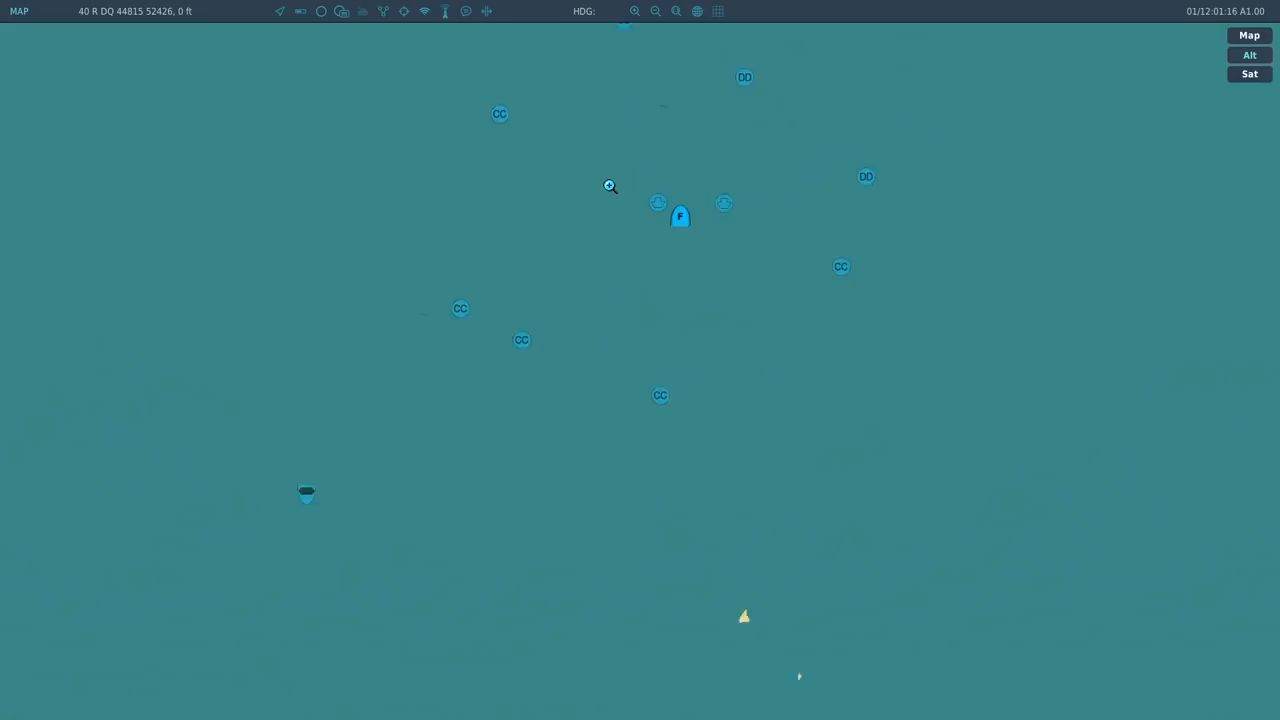 MAP 40 R DQ 44815 52426, 0 ft HDG: 01/12:01:16 A1.00
Map
Alt
Sat
DD
CC
DD
F
CC
CC
CC
CC